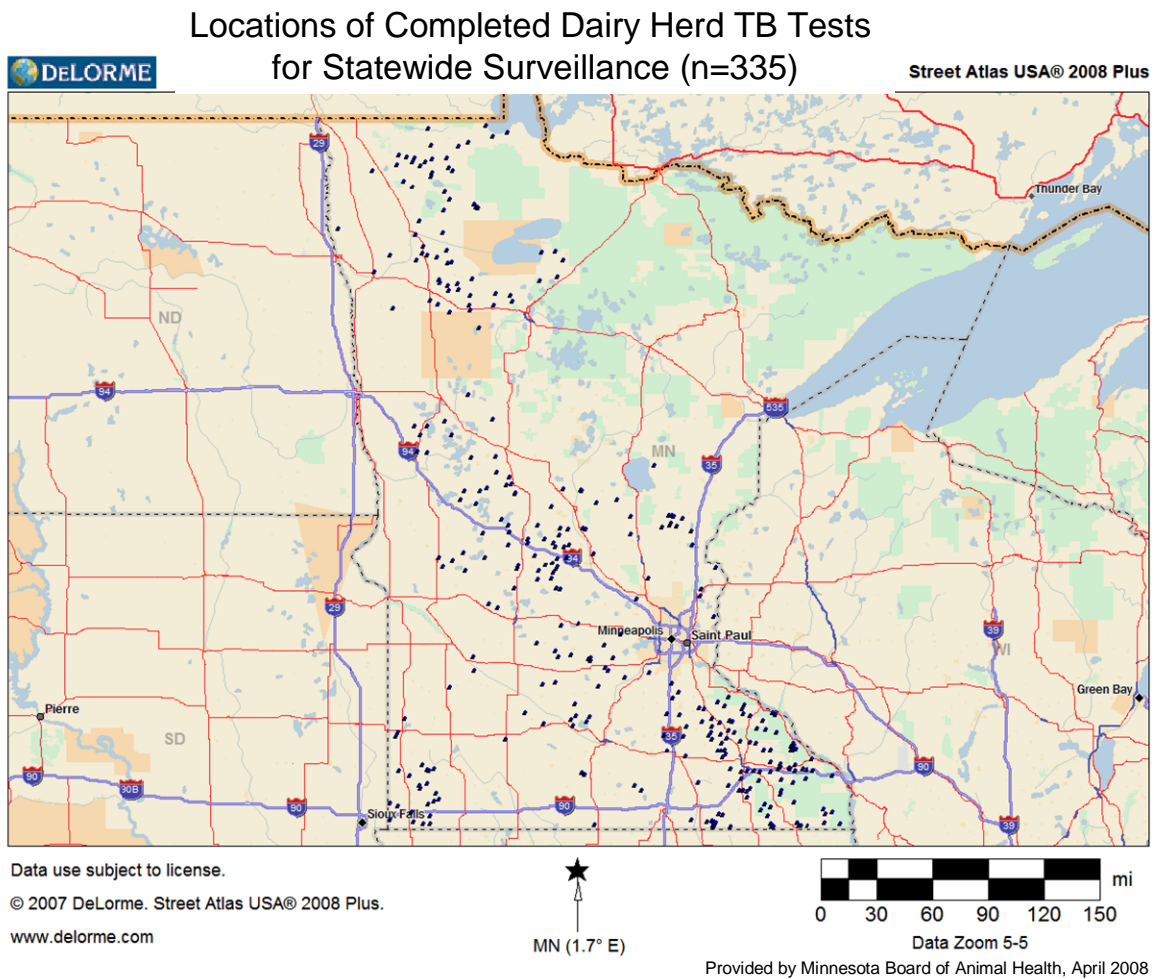 Locations of Completed Dairy Herd TB Tests
for Statewide Surveillance (n=335)
DELORME
Street Atlas USA® 2008 Plus
29
Thunder Bay
ND
94
535
94
MN
35
94
29
Minneapolis
Saint Paul
39
WI
Green Bay
Pierre
SD
35
90
90
90B
90
90
Sioux Falls
39
Data use subject to license.
© 2007 DeLorme. Street Atlas USA® 2008 Plus.
www.delorme.com
MN (1.7° E)
mi
0 30 60 90 120 150
Data Zoom 5-5
Provided by Minnesota Board of Animal Health, April 2008